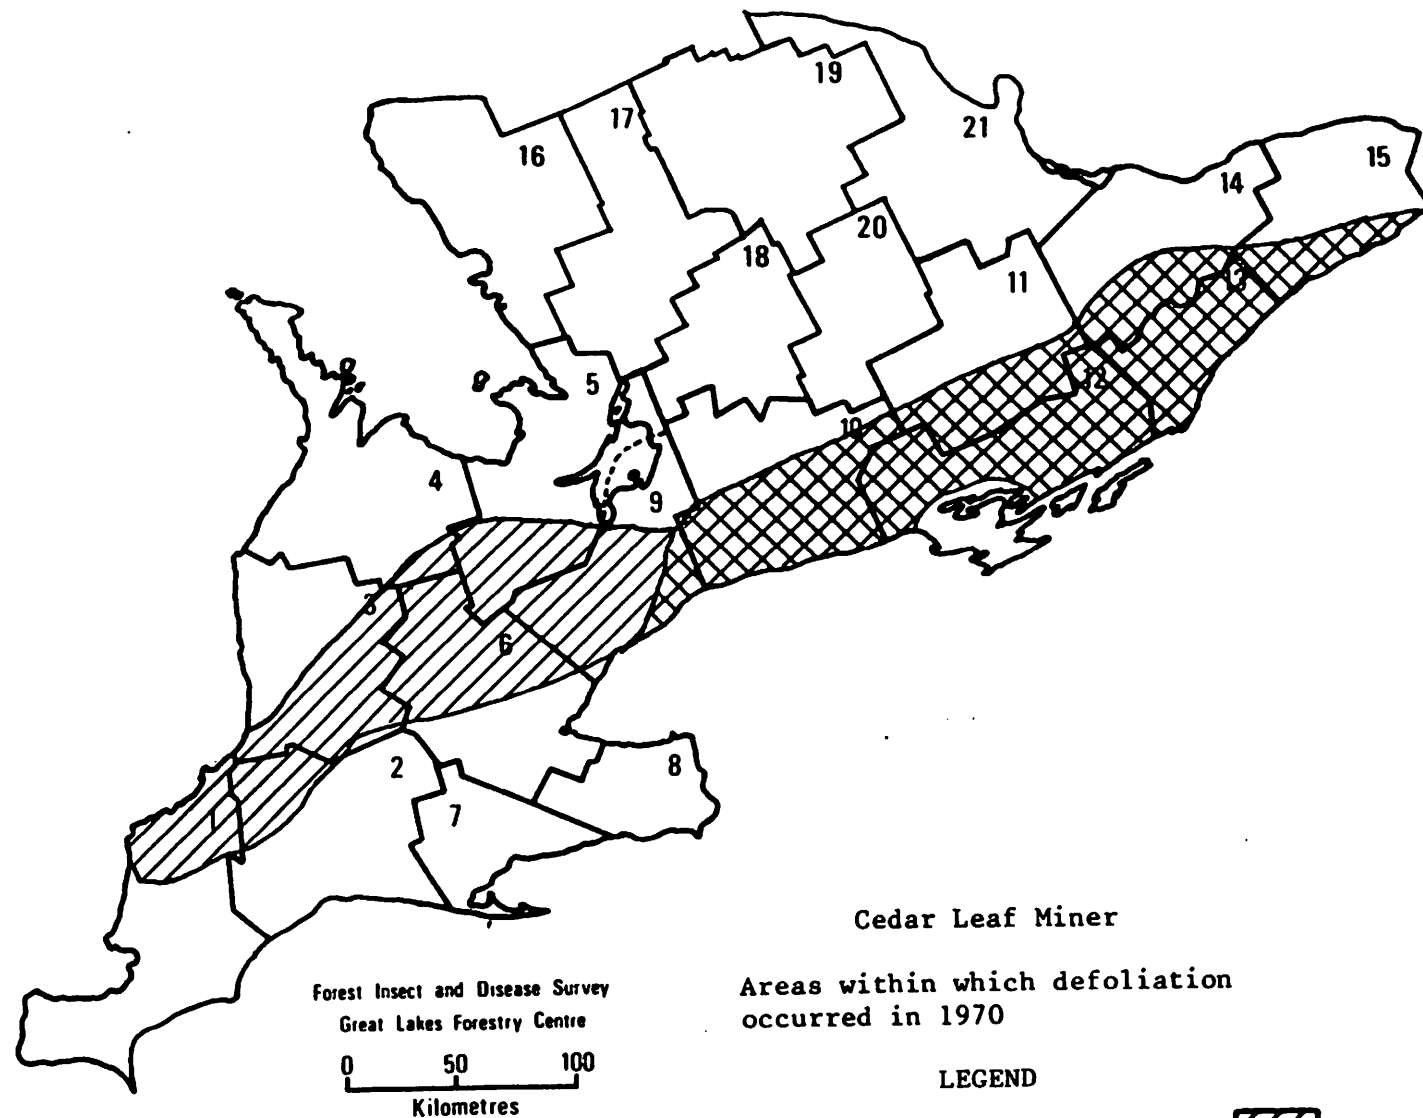 19
17
21
16
15
14
20
18
11
13
5
12
10
4
9
3
6
2
8
1
7
Cedar Leaf Miner
Areas within which defoliation
occurred in 1970
Forest Insect and Disease Survey
Great Lakes Forestry Centre
0 50 100
Kilometres
LEGEND